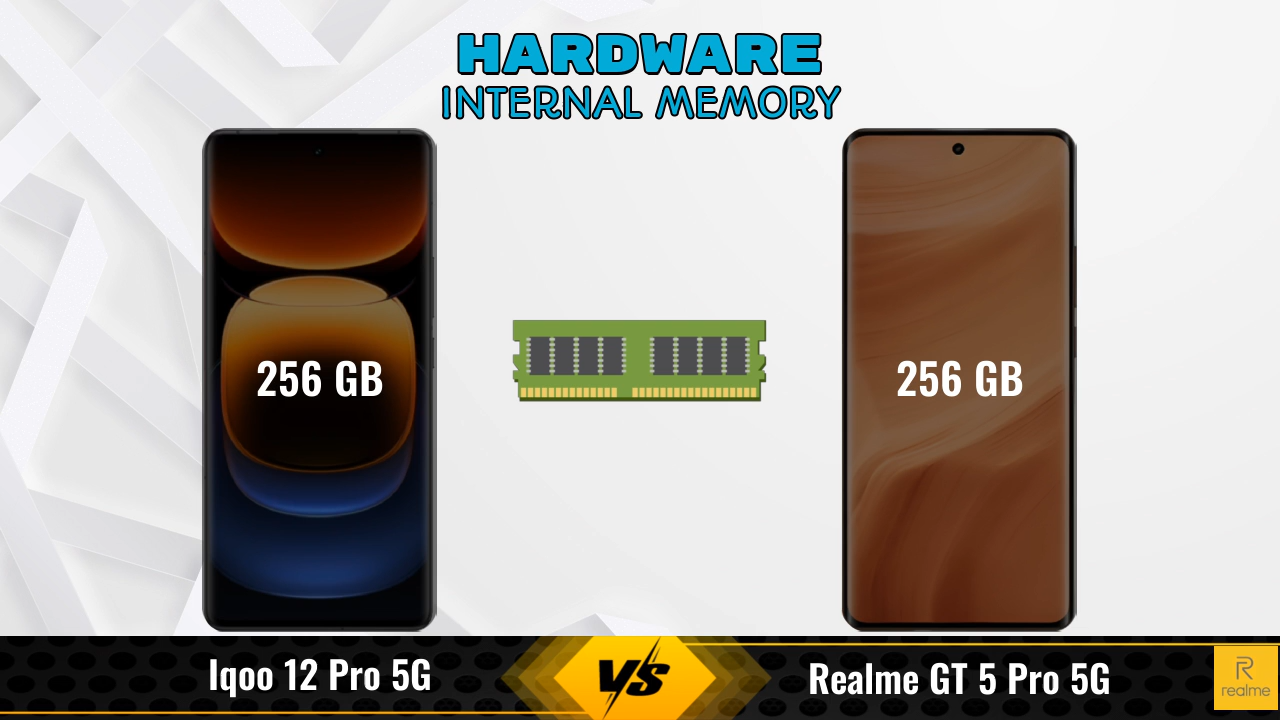 HARDWARE
INTERNAL MEMORY
256 GB
256 GB
Iqoo 12 Pro 5G
VS
Realme GT 5 Pro 5G
R
realme